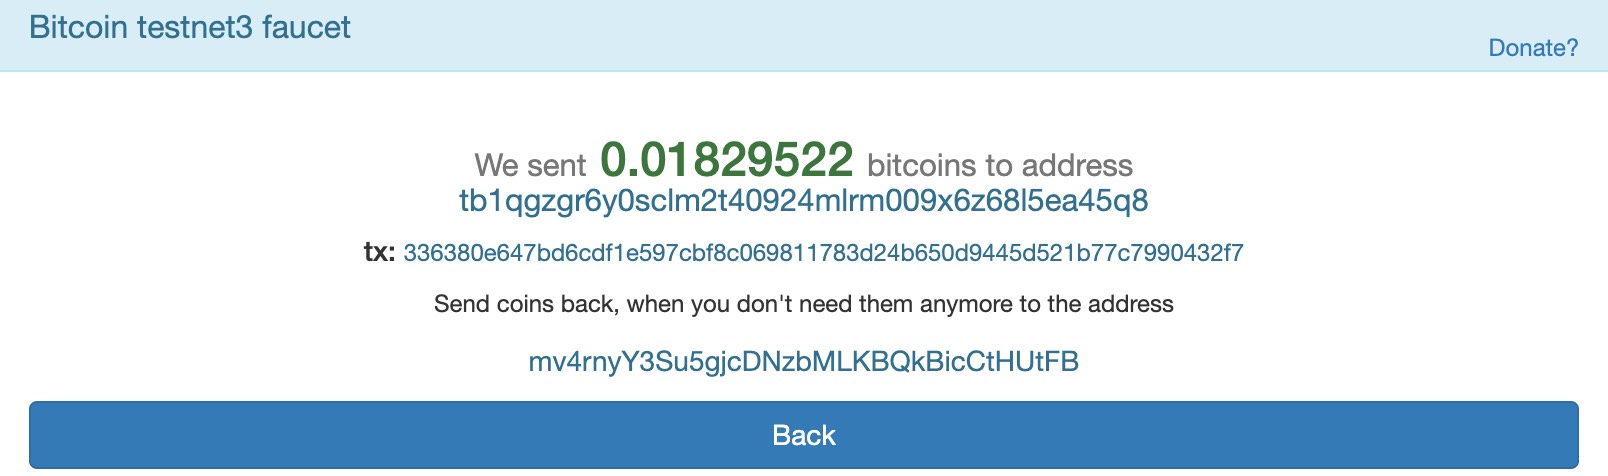 Bitcoin testnet3 faucet
Donate?
We sent 0.01829522 bitcoins to address
tb1qgzgr6y0sclm2t40924mlrm009x6z68l5ea45q8
tx: 336380e647bd6cdf1e597cbf8c069811783d24b650d9445d521b77c7990432f7
Send coins back, when you don't need them anymore to the address
mv4rnyY3Su5gjcDNzbMLKBQkBicCtHUtFB
Back